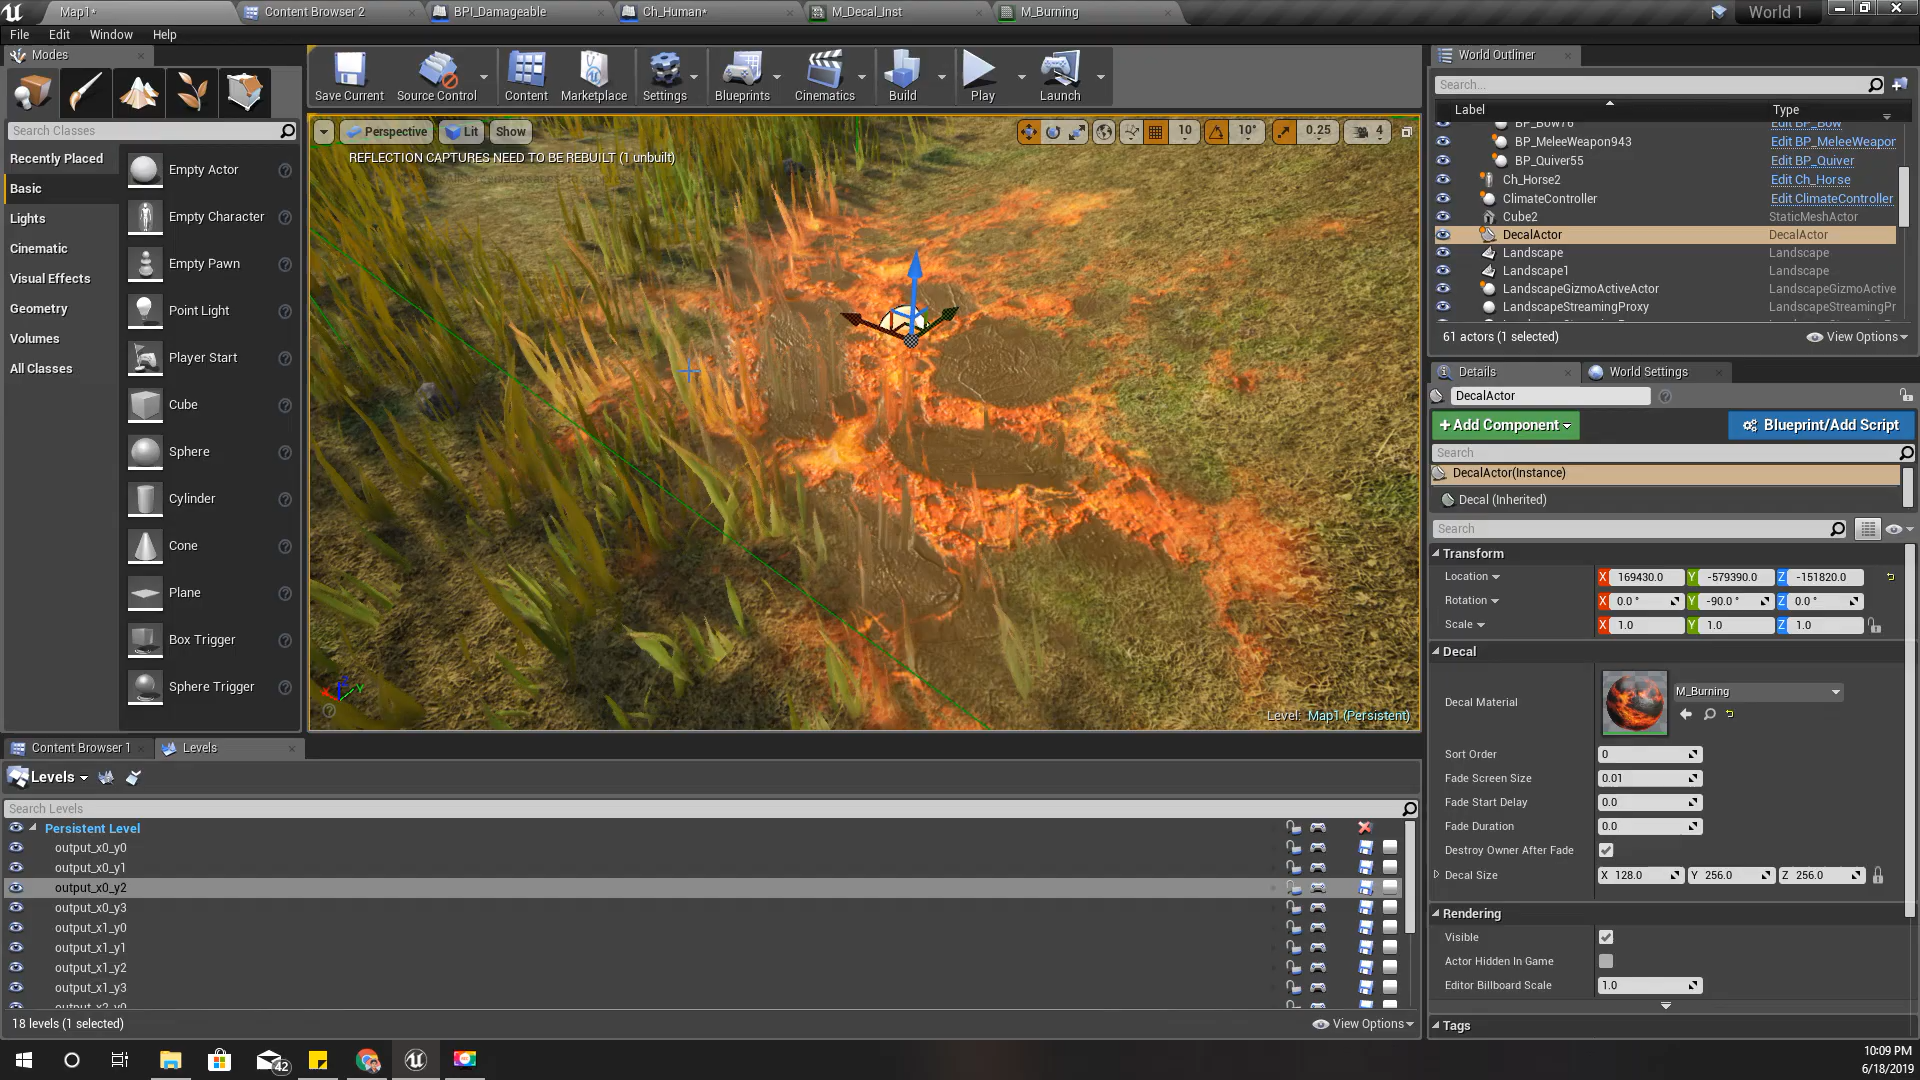 Map1*
Content Browser 2
BPI_Damageable
Ch_Human*
M_Decal_Inst
M_Burning
World 1
File
Edit
Window
Help
Modes
Save Current
Source Control
Content
Marketplace
Settings
Blueprints
Cinematics
Build
Play
Launch
Search Classes
Recently Placed
Basic
Lights
Cinematic
Visual Effects
Geometry
Volumes
All Classes
Empty Actor
Empty Character
Empty Pawn
Point Light
Player Start
Cube
Sphere
Cylinder
Cone
Plane
Box Trigger
Sphere Trigger
Perspective
Lit
Show
10
10°
0.25
4
REFLECTION CAPTURES NEED TO BE REBUILT (1 unbuilt)
Level: Map1 (Persistent)
World Outliner
Search...
Label
Type
BP_Bow76
Edit BP_Bow
BP_MeleeWeapon943
Edit BP_MeleeWeapor
BP_Quiver55
Edit BP_Quiver
Ch_Horse2
Edit Ch_Horse
ClimateController
Edit ClimateController
Cube2
StaticMeshActor
DecalActor
DecalActor
Landscape
Landscape
Landscape1
Landscape
LandscapeGizmoActiveActor
LandscapeGizmoActive
LandscapeStreamingProxy
LandscapeStreamingPr
61 actors (1 selected)
View Options
Details
World Settings
DecalActor
+Add Component
Blueprint/Add Script
Search
DecalActor(Instance)
Decal (Inherited)
Search
Transform
Location
X 169430.0 Y -579390.0 Z -151820.0
Rotation
X 0.0 ° Y -90.0 ° Z 0.0 °
Scale
X 1.0 Y 1.0 Z 1.0
Decal
Decal Material
M_Burning
Sort Order
0
Fade Screen Size
0.01
Fade Start Delay
0.0
Fade Duration
0.0
Destroy Owner After Fade
Decal Size
X 128.0 Y 256.0 Z 256.0
Rendering
Visible
Actor Hidden In Game
Editor Billboard Scale
1.0
Tags
Content Browser 1
Levels
Levels
Search Levels
Persistent Level
output_x0_y0
output_x0_y1
output_x0_y2
output_x0_y3
output_x1_y0
output_x1_y1
output_x1_y2
output_x1_y3
output_x2_y0
18 levels (1 selected)
View Options
42
10:09 PM
6/18/2019